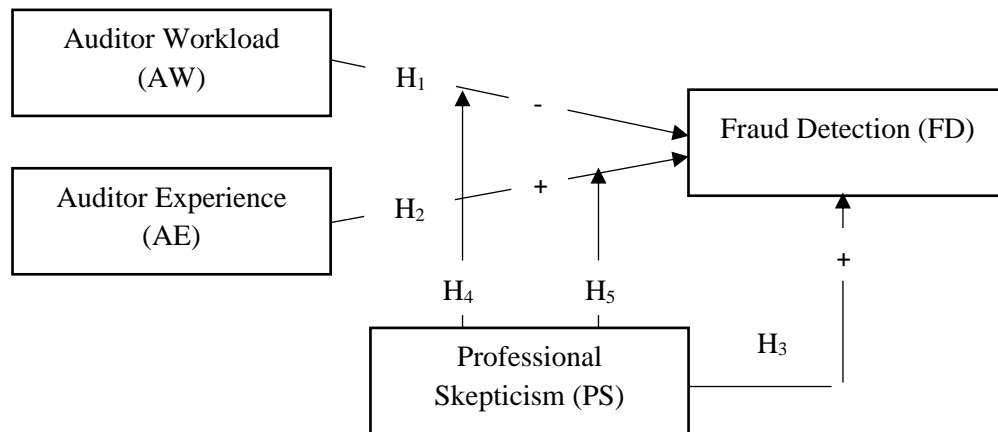 Auditor Workload
(AW)
H₁
-
Fraud Detection (FD)
Auditor Experience
(AE)
H₂
+
+
H₄
H₅
H₃
Professional
Skepticism (PS)